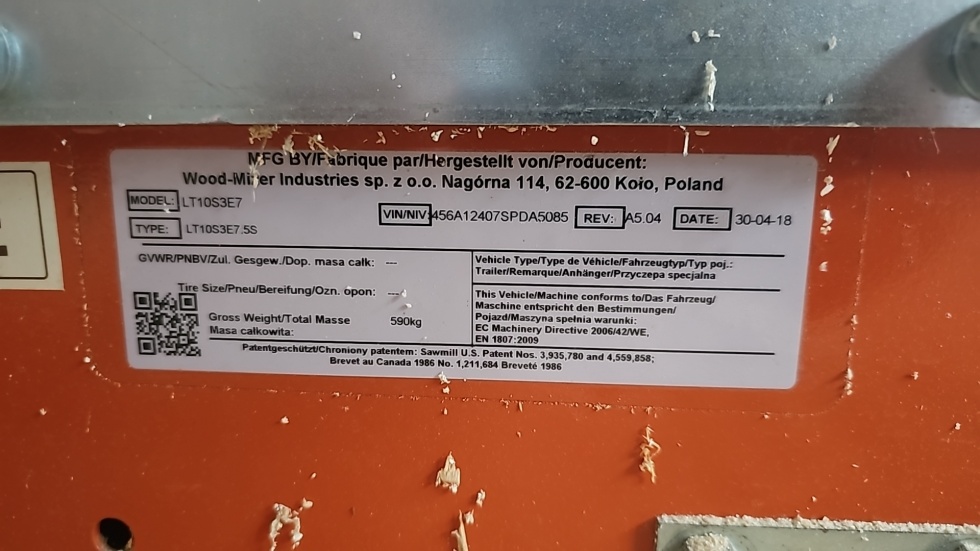 MFG BY/Fabrique par/Hergestellt von/Producent:
Wood-Mizer Industries sp. z o.o. Nagórna 114, 62-600 Koło, Poland
MODEL: LT10S3E7
VIN/NIV: 456A12407SPDA5085 REV: A5.04 DATE: 30-04-18
TYPE: LT10S3E7.5S
GVWR/PNBV/Zul. Gesgew./Dop. masa całk: ---
Tire Size/Pneu/Bereifung/Ozn. opon: ---
Gross Weight/Total Masse 590kg
Masa całkowita:
Vehicle Type/Type de Véhicle/Fahrzeugtyp/Typ poj.:
Trailer/Remarque/Anhänger/Przyczepa specjalna
This Vehicle/Machine conforms to/Das Fahrzeug/
Maschine entspricht den Bestimmungen/
Pojazd/Maszyna spełnia warunki:
EC Machinery Directive 2006/42/WE,
EN 1807:2009
Patentgeschützt/Chroniony patentem: Sawmill U.S. Patent Nos. 3,935,780 and 4,559,858;
Brevet au Canada 1986 No. 1,211,684 Breveté 1986